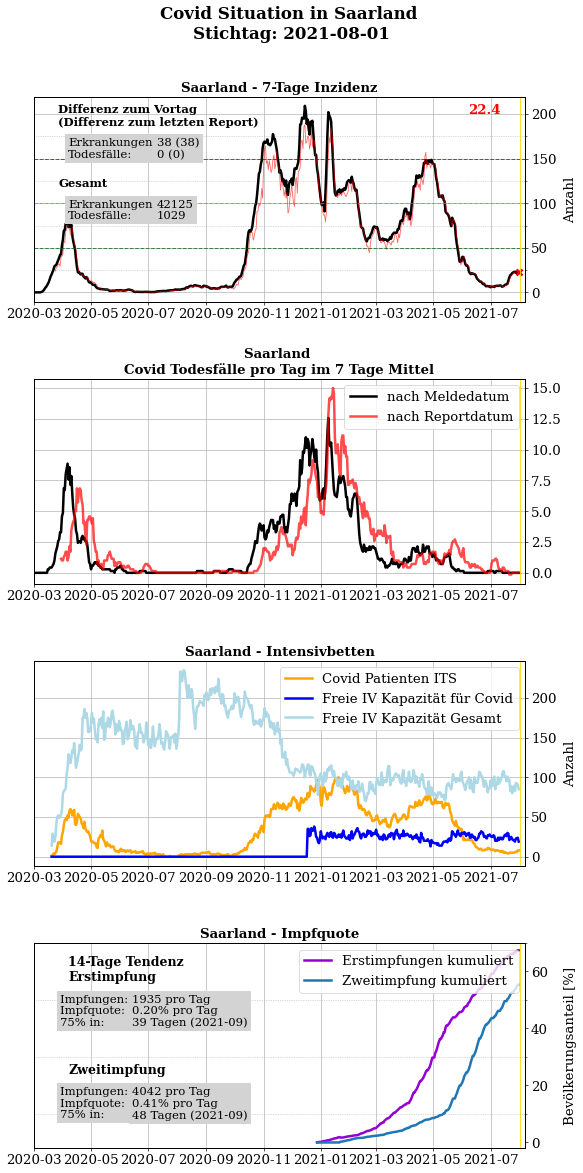 Covid Situation in Saarland
Stichtag: 2021-08-01
Saarland - 7-Tage Inzidenz
Differenz zum Vortag
(Differenz zum letzten Report)
Erkrankungen 38 (38)
Todesfälle: 0 (0)
Gesamt
Erkrankungen 42125
Todesfälle: 1029
22.4
200
150
100
50
0
Anzahl
2020-03 2020-05 2020-07 2020-09 2020-11 2021-01 2021-03 2021-05 2021-07
Saarland
Covid Todesfälle pro Tag im 7 Tage Mittel
nach Meldedatum
nach Reportdatum
15.0
12.5
10.0
7.5
5.0
2.5
0.0
2020-03 2020-05 2020-07 2020-09 2020-11 2021-01 2021-03 2021-05 2021-07
Saarland - Intensivbetten
Covid Patienten ITS
Freie IV Kapazität für Covid
Freie IV Kapazität Gesamt
200
150
100
50
0
Anzahl
2020-03 2020-05 2020-07 2020-09 2020-11 2021-01 2021-03 2021-05 2021-07
Saarland - Impfquote
14-Tage Tendenz
Erstimpfung
Impfungen: 1935 pro Tag
Impfquote: 0.20% pro Tag
75% in: 39 Tagen (2021-09)
Zweitimpfung
Impfungen: 4042 pro Tag
Impfquote: 0.41% pro Tag
75% in: 48 Tagen (2021-09)
Erstimpfungen kumuliert
Zweitimpfung kumuliert
60
40
20
0
Bevölkerungsanteil [%]
2020-03 2020-05 2020-07 2020-09 2020-11 2021-01 2021-03 2021-05 2021-07